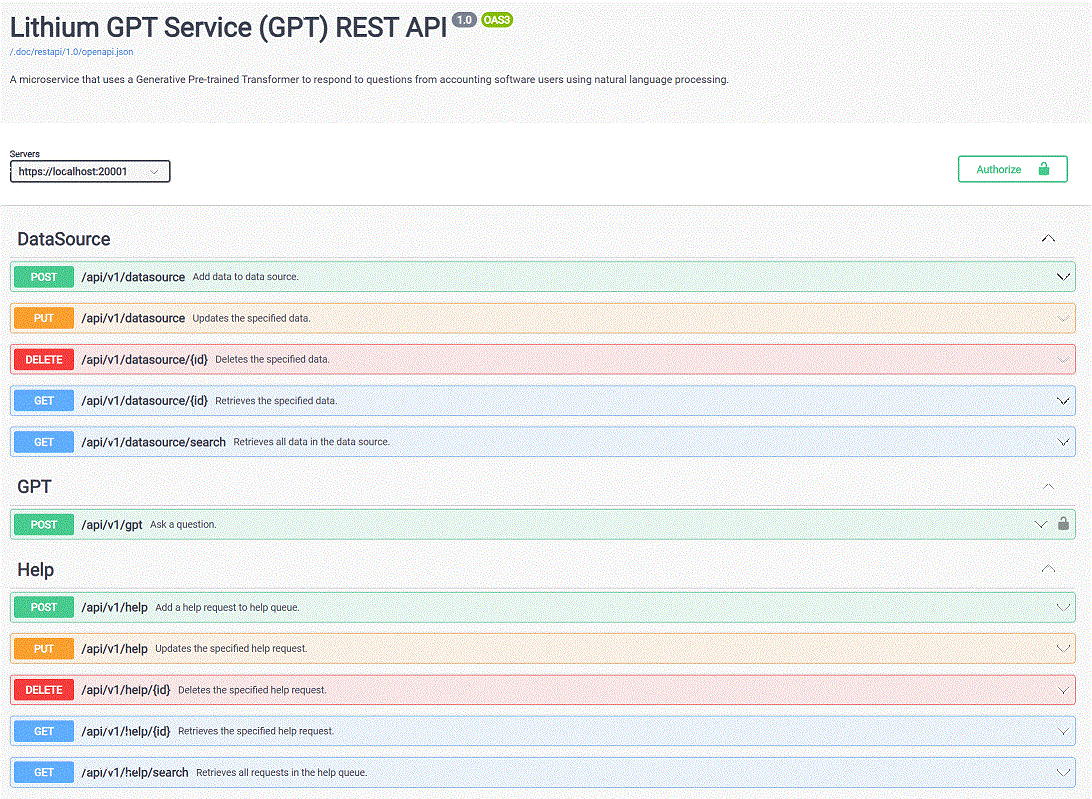 Lithium GPT Service (GPT) REST API 1.0 OAS3
/.doc/restapi/1.0/openapi.json
A microservice that uses a Generative Pre-trained Transformer to respond to questions from accounting software users using natural language processing.
Servers
https://localhost:20001
Authorize
DataSource
POST /api/v1/datasource Add data to data source.
PUT /api/v1/datasource Updates the specified data.
DELETE /api/v1/datasource/{id} Deletes the specified data.
GET /api/v1/datasource/{id} Retrieves the specified data.
GET /api/v1/datasource/search Retrieves all data in the data source.
GPT
POST /api/v1/gpt Ask a question.
Help
POST /api/v1/help Add a help request to help queue.
PUT /api/v1/help Updates the specified help request.
DELETE /api/v1/help/{id} Deletes the specified help request.
GET /api/v1/help/{id} Retrieves the specified help request.
GET /api/v1/help/search Retrieves all requests in the help queue.